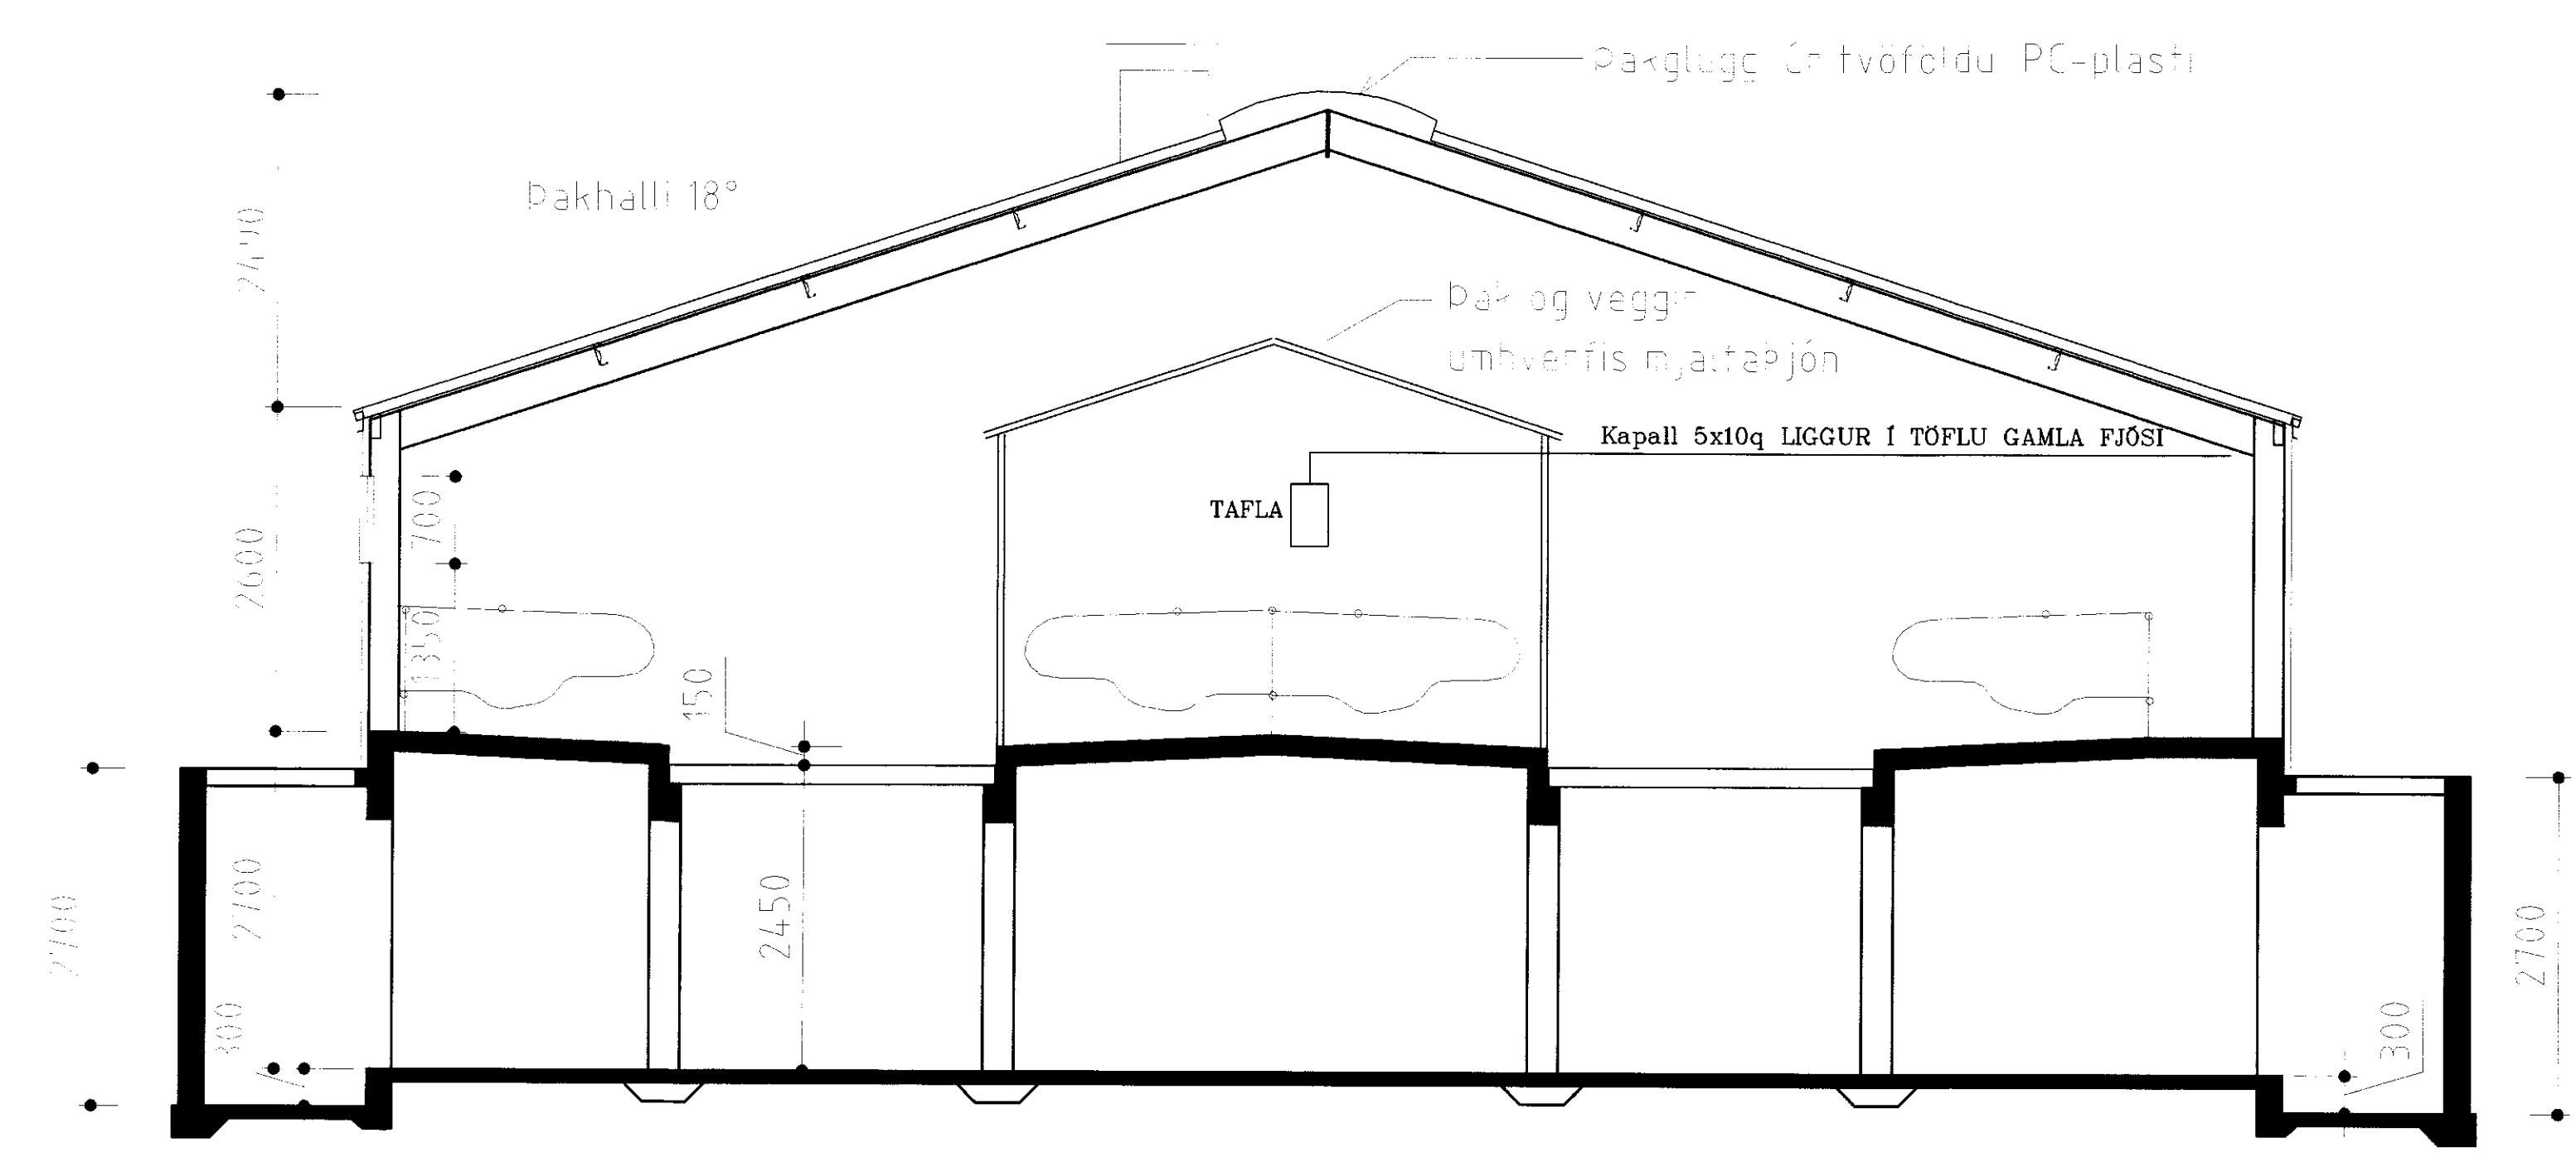 Þakgluggi úr tvöföldu PC-plasti
Þakhalli 18°
Þak og veggir
umhverfis mjaltaþjón
Kapall 5x10q LIGGUR Í TÖFLU GAMLA FJÓSI
TAFLA
2600
700
1350
150
2700
2700
300
2450
300
2700